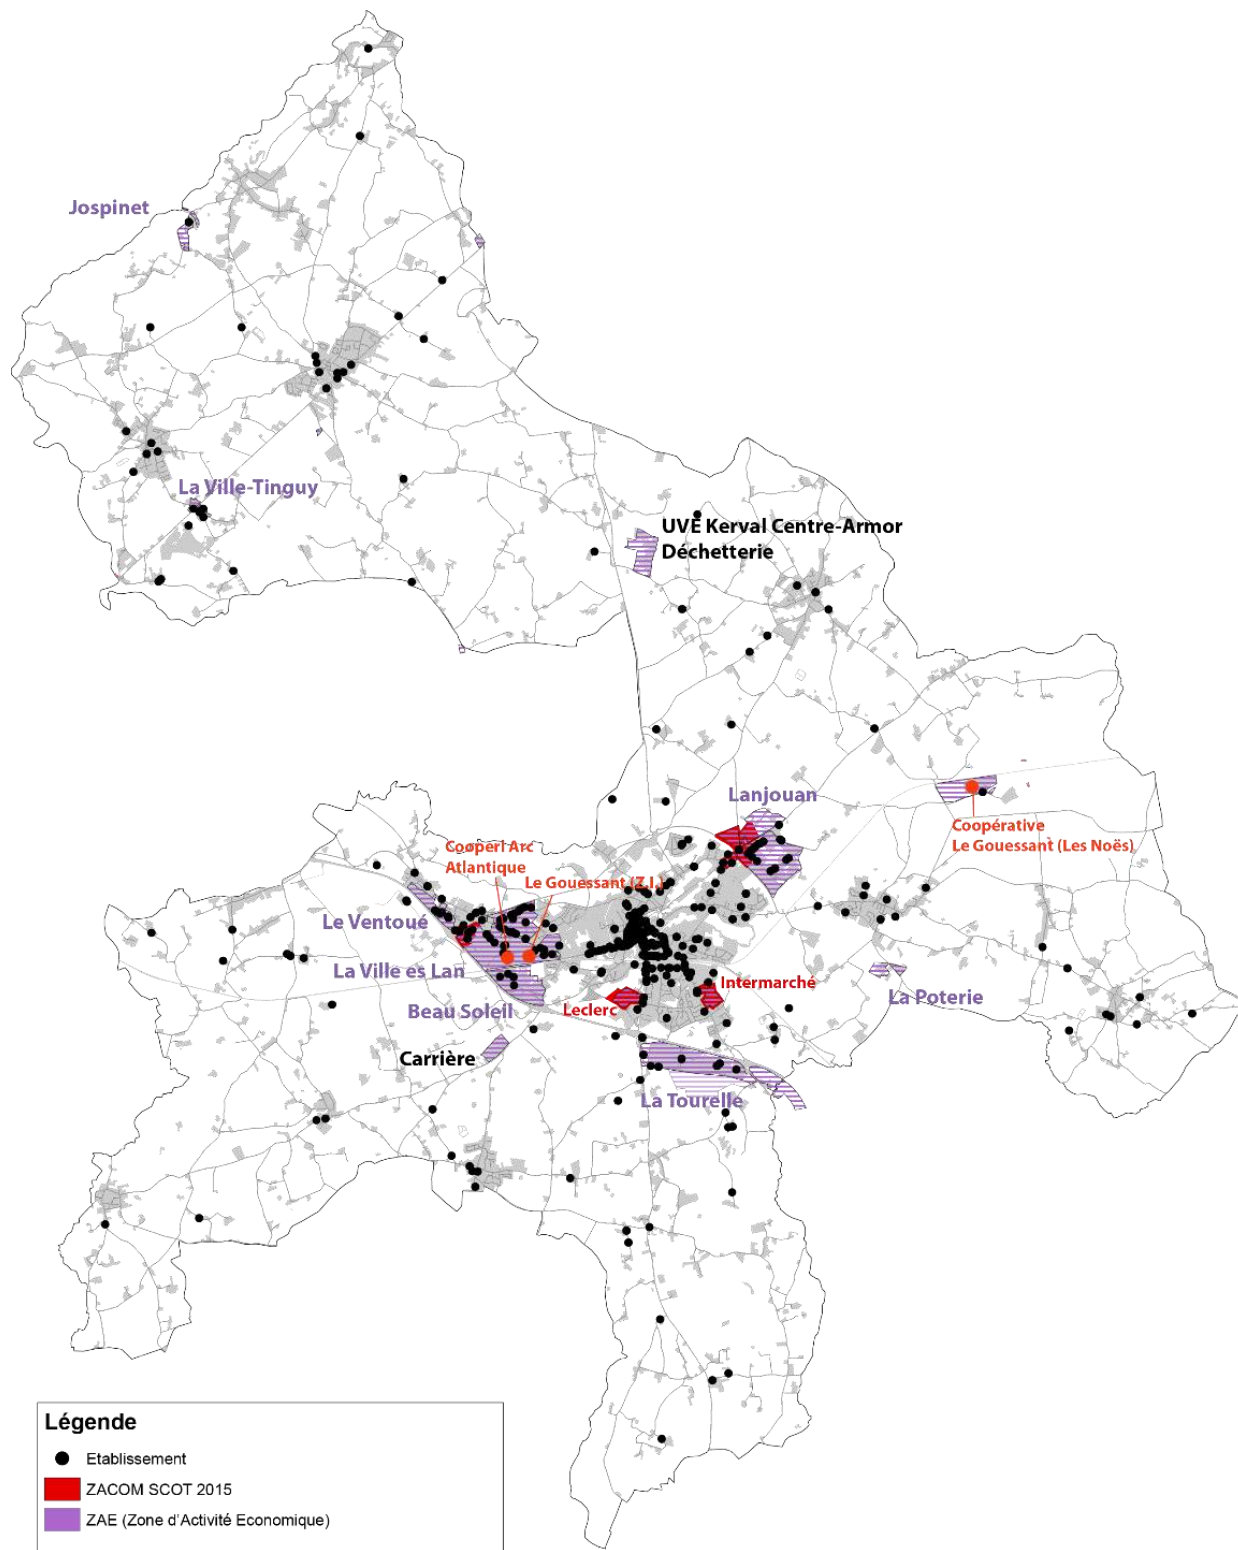 Jospinet
La Ville-Tinguy
UVE Kerval Centre-Armor
Déchetterie
Lanjouan
Coopérative
Le Gouessant (Les Noës)
Cooperl Arc
Atlantique
Le Gouessant (Z.I.)
Le Ventoué
La Ville es Lan
Intermarché
La Poterie
Beau Soleil
Leclerc
Carrière
La Tourelle
Légende
Etablissement
ZACOM SCOT 2015
ZAE (Zone d'Activité Economique)